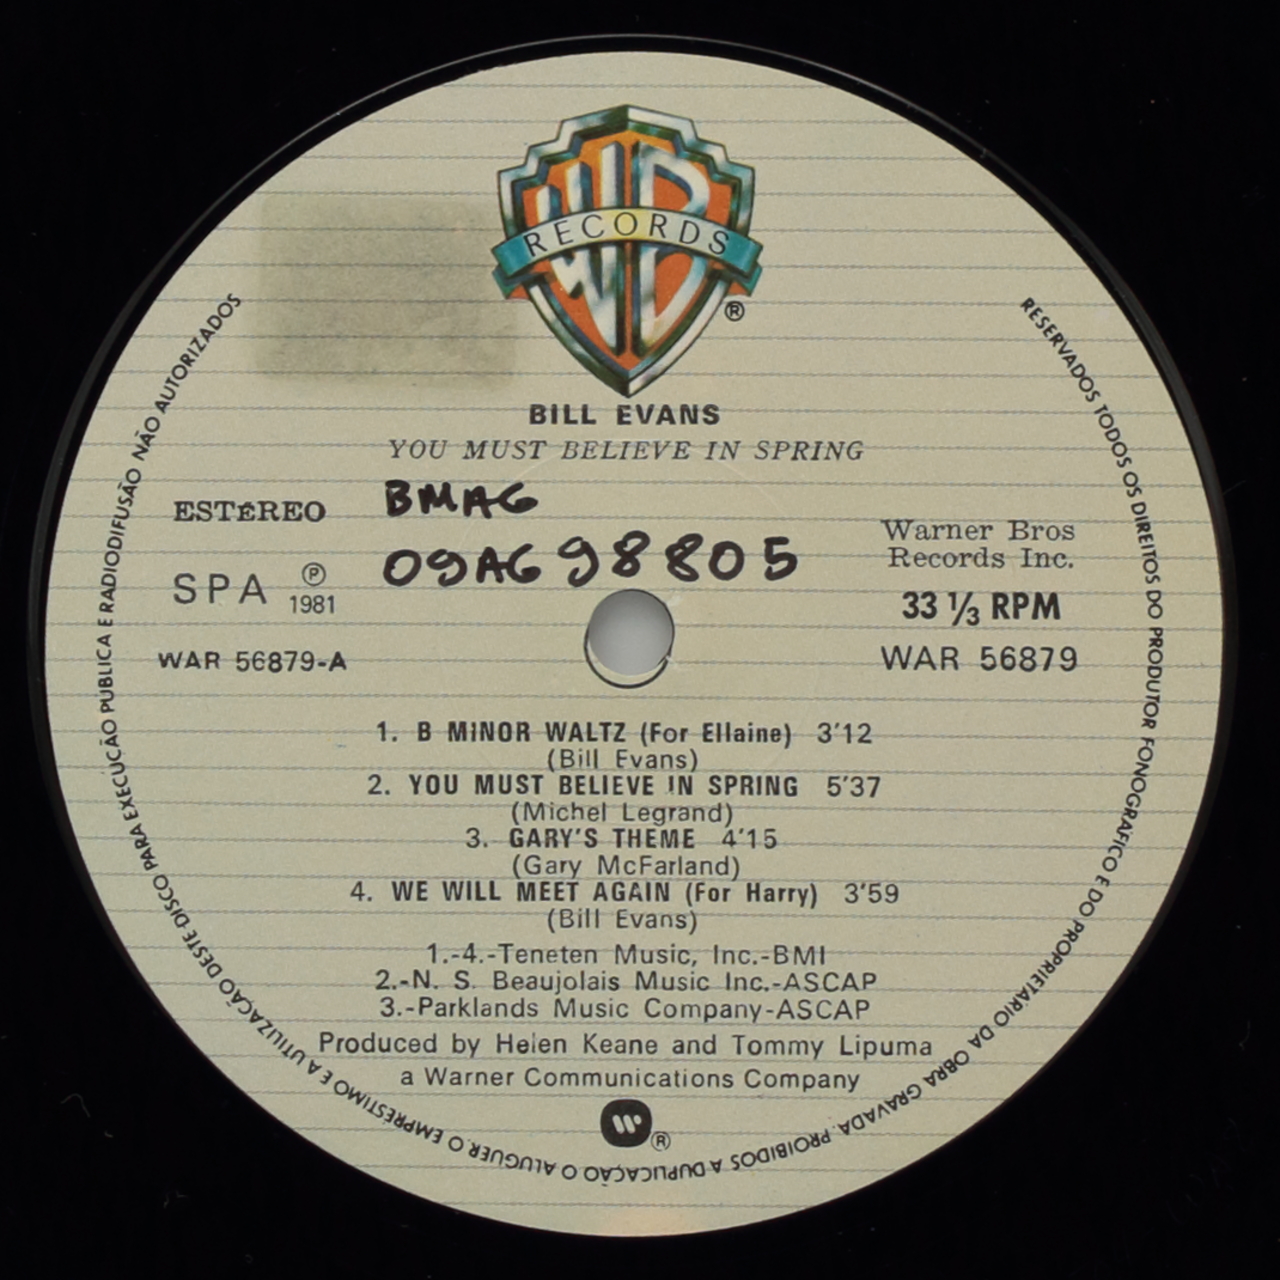 WB
RECORDS
®
BILL EVANS
YOU MUST BELIEVE IN SPRING
ESTéREO
BMAG
09AG98805
Warner Bros
Records Inc.
SPA
℗
1981
33 1/3 RPM
WAR 56879-A
WAR 56879
1. B MINOR WALTZ (For Ellaine) 3'12
(Bill Evans)
2. YOU MUST BELIEVE IN SPRING 5'37
(Michel Legrand)
3. GARY'S THEME 4'15
(Gary McFarland)
4. WE WILL MEET AGAIN (For Harry) 3'59
(Bill Evans)
1.-4.-Teneten Music, Inc.-BMI
2.-N. S. Beaujolais Music Inc.-ASCAP
3.-Parklands Music Company-ASCAP
Produced by Helen Keane and Tommy Lipuma
a Warner Communications Company
®
RESERVADOS TODOS OS DIREITOS DO PRODUTOR FONOGRAFICO E DO PROPRIETARIO DA OBRA GRAVADA. PROIBIDOS A DUPLICAÇÃO O ALUGUER. O EMPRESTIMO E A UTILIZAÇÃO DESTE DISCO PARA EXECUÇÃO PUBLICA E RADIODIFUSÃO NÃO AUTORIZADOS